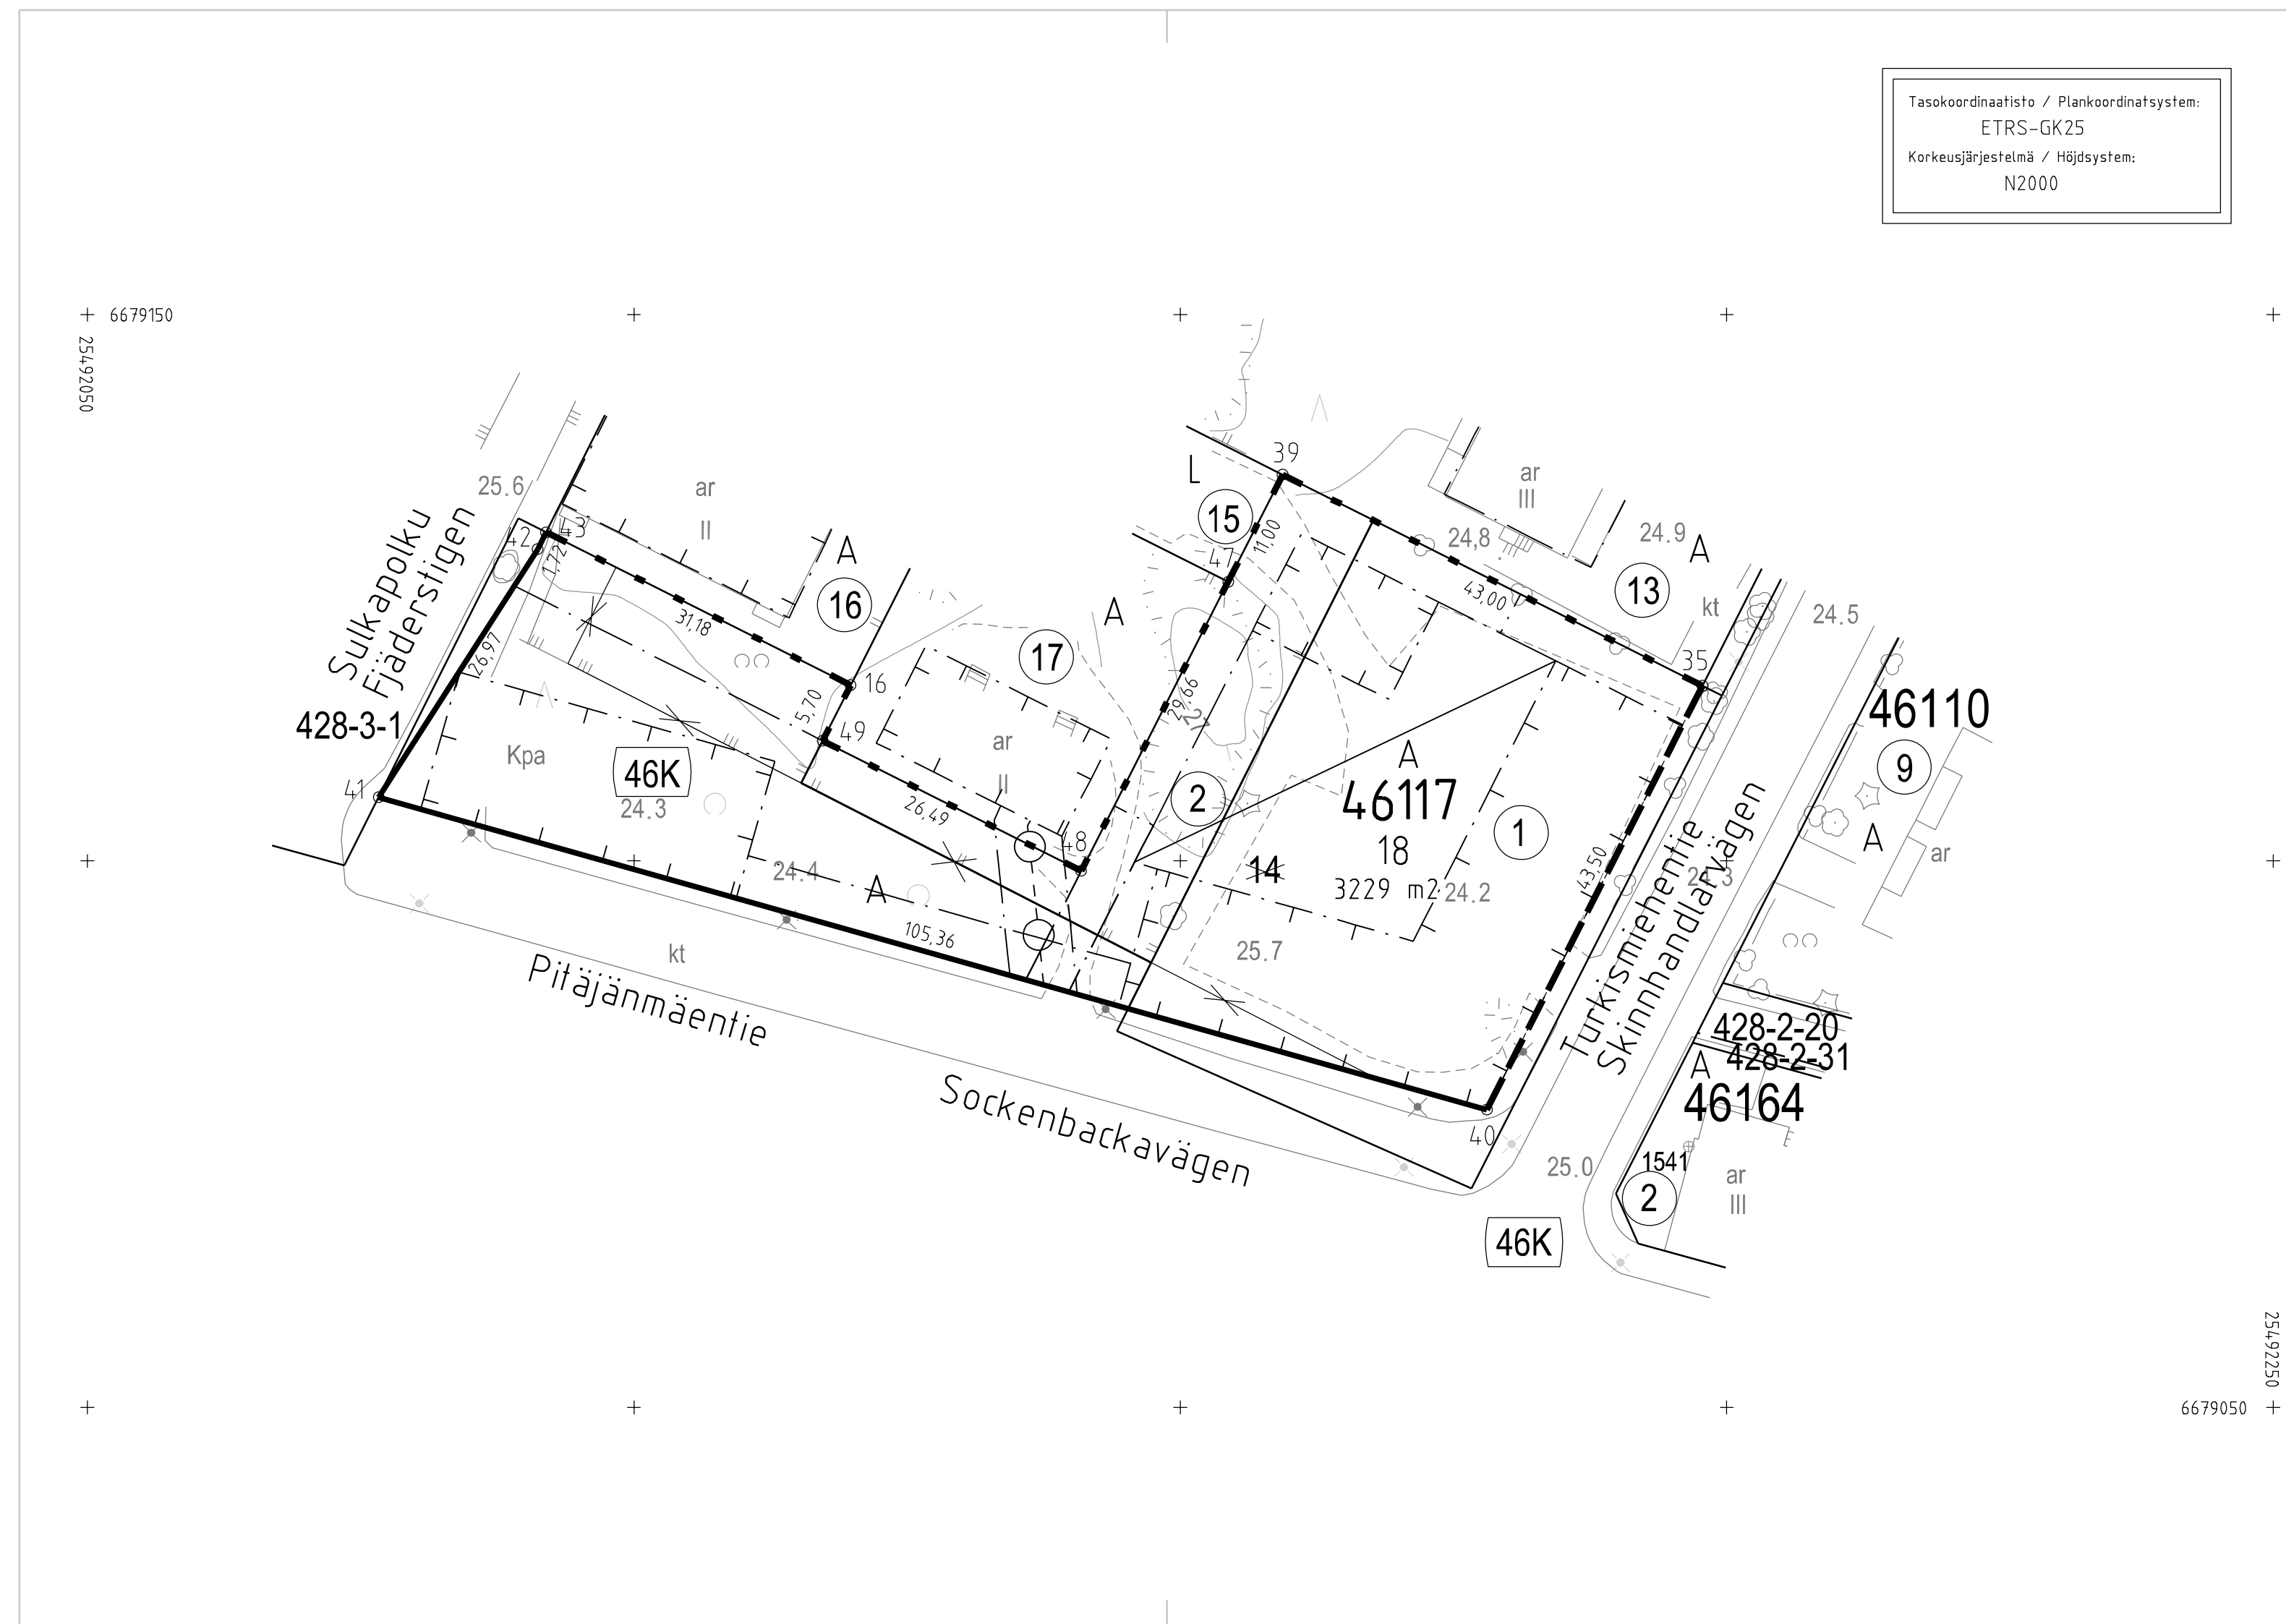 Tasokoordinaatisto / Plankoordinatsystem:
ETRS-GK25
Korkeusjärjestelmä / Höjdsystem:
N2000
6679150
25492050
39
L
15
11,00
47
25.6
ar
II
43
42
1,72
A
16
31,18
Sulkapolku
Fjäderstigen
26,97
428-3-1
41
Kpa
46K
24.3
16
5,70
49
17
A
ar
II
26,49
48
29,66
27
2
24.4
A
105,36
kt
Pitäjänmäentie
Sockenbackavägen
ar
III
24,8
24.9
A
13
kt
43,00
35
24.5
A
46117
18
14
3229 m2
24.2
25.7
1
43,50
40
Turkismiehentie
Skinnhandlarvägen
24.3
46110
9
A
ar
428-2-20
428-2-31
A
46164
1541
2
ar
III
25.0
46K
25492250
6679050